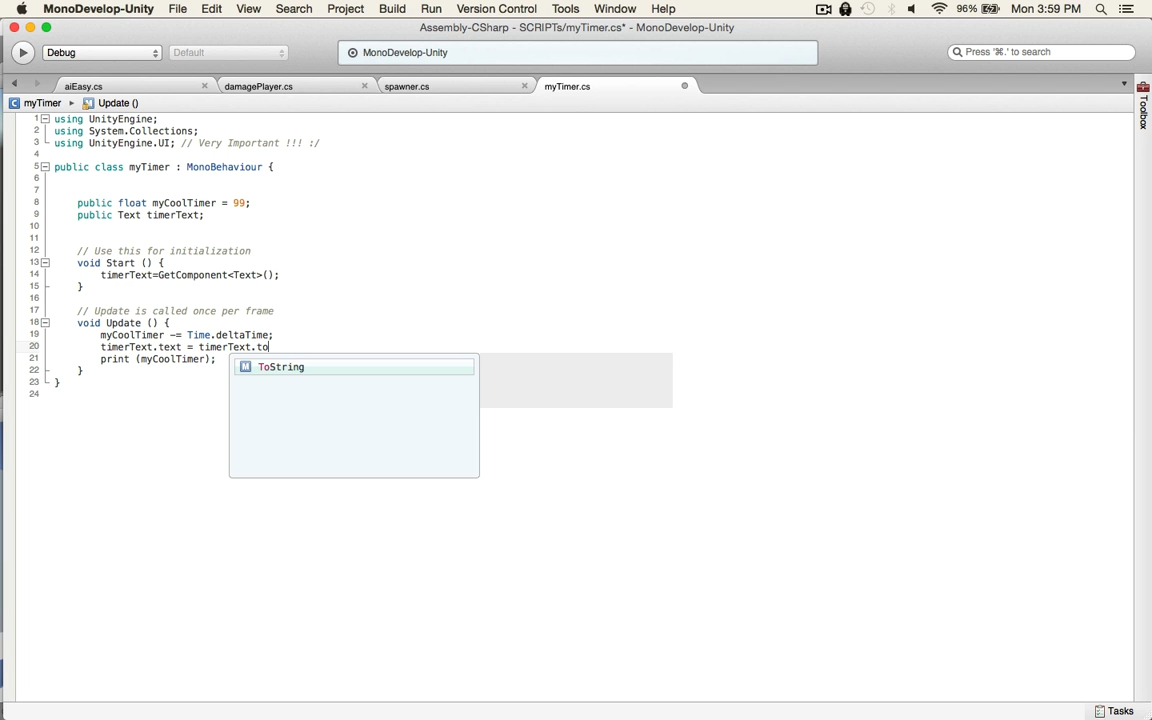 MonoDevelop-Unity File Edit View Search Project Build Run Version Control Tools Window Help 96% Mon 3:59 PM
Assembly-CSharp - SCRIPTs/myTimer.cs* - MonoDevelop-Unity
Debug Default MonoDevelop-Unity Press '⌘.' to search
aiEasy.cs damagePlayer.cs spawner.cs myTimer.cs
myTimer Update ()
Toolbox
1 using UnityEngine;
2 using System.Collections;
3 using UnityEngine.UI; // Very Important !!! :/
4
5 public class myTimer : MonoBehaviour {
6
7
8 public float myCoolTimer = 99;
9 public Text timerText;
10
11
12 // Use this for initialization
13 void Start () {
14 timerText=GetComponent<Text>();
15 }
16
17 // Update is called once per frame
18 void Update () {
19 myCoolTimer -= Time.deltaTime;
20 timerText.text = timerText.to
21 print (myCoolTimer);
22 }
23 }
24
M ToString
Tasks